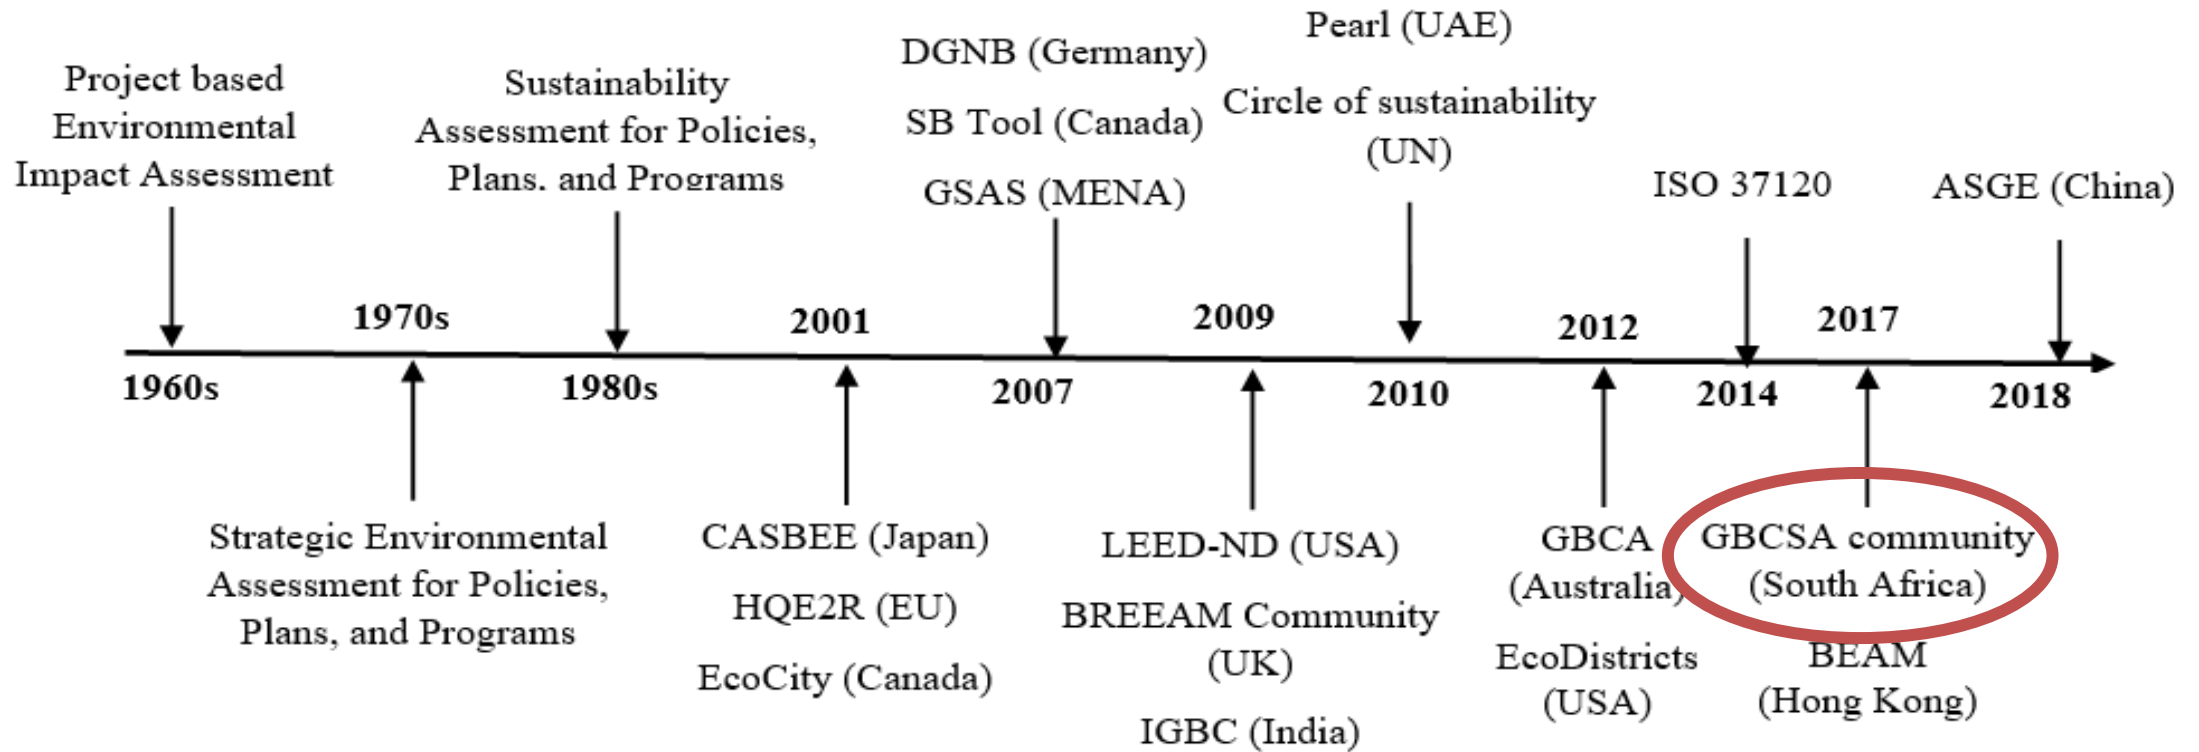 Project based
Environmental
Impact Assessment
Sustainability
Assessment for Policies,
Plans. and Programs
DGNB (Germany)
SB Tool (Canada)
GSAS (MENA)
Pearl (UAE)
Circle of sustainability
(UN)
ISO 37120
ASGE (China)
1970s
2001
2009
2012
2017
1960s
1980s
2007
2010
2014
2018
Strategic Environmental
Assessment for Policies,
Plans, and Programs
CASBEE (Japan)
HQE2R (EU)
EcoCity (Canada)
LEED-ND (USA)
BREEAM Community
(UK)
IGBC (India)
GBCA
(Australia)
EcoDistricts
(USA)
GBCSA community
(South Africa)
BEAM
(Hong Kong)